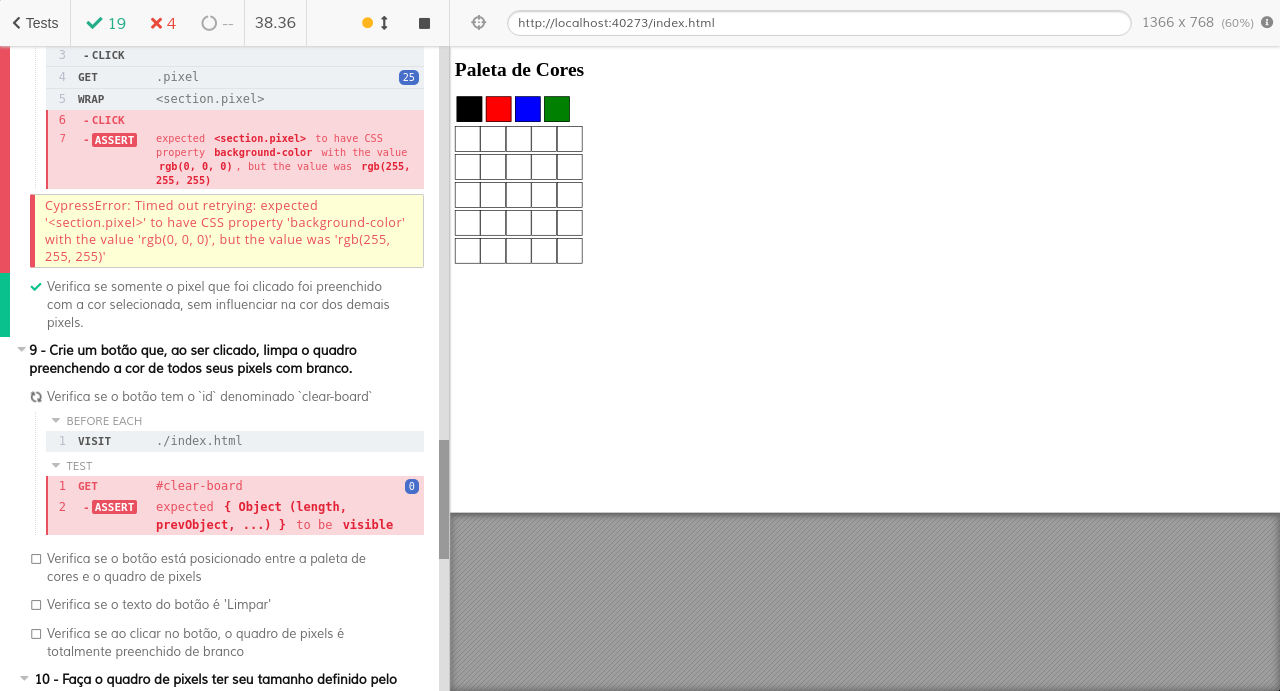 Tests 19 4 -- 38.36 http://localhost:40273/index.html 1366 x 768 (60%)
3 - CLICK
4 GET .pixel 25
5 WRAP <section.pixel>
6 - CLICK
7 - ASSERT expected <section.pixel> to have CSS
property background-color with the value
rgb(0, 0, 0), but the value was rgb(255,
255, 255)
CypressError: Timed out retrying: expected
'<section.pixel>' to have CSS property 'background-color'
with the value 'rgb(0, 0, 0)', but the value was 'rgb(255,
255, 255)'
Verifica se somente o pixel que foi clicado foi preenchido
com a cor selecionada, sem influenciar na cor dos demais
pixels.
9 - Crie um botão que, ao ser clicado, limpa o quadro
preenchendo a cor de todos seus pixels com branco.
Verifica se o botão tem o `id` denominado `clear-board`
BEFORE EACH
1 VISIT ./index.html
TEST
1 GET #clear-board 0
2 - ASSERT expected { Object (length,
prevObject, ...) } to be visible
Verifica se o botão está posicionado entre a paleta de
cores e o quadro de pixels
Verifica se o texto do botão é 'Limpar'
Verifica se ao clicar no botão, o quadro de pixels é
totalmente preenchido de branco
10 - Faça o quadro de pixels ter seu tamanho definido pelo
Paleta de Cores